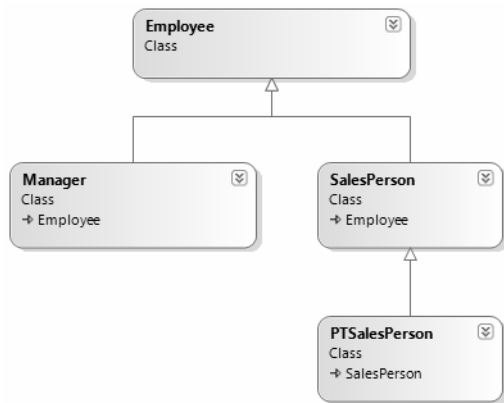 Employee
Class
Manager
Class
Employee
SalesPerson
Class
Employee
PTSalesPerson
Class
SalesPerson